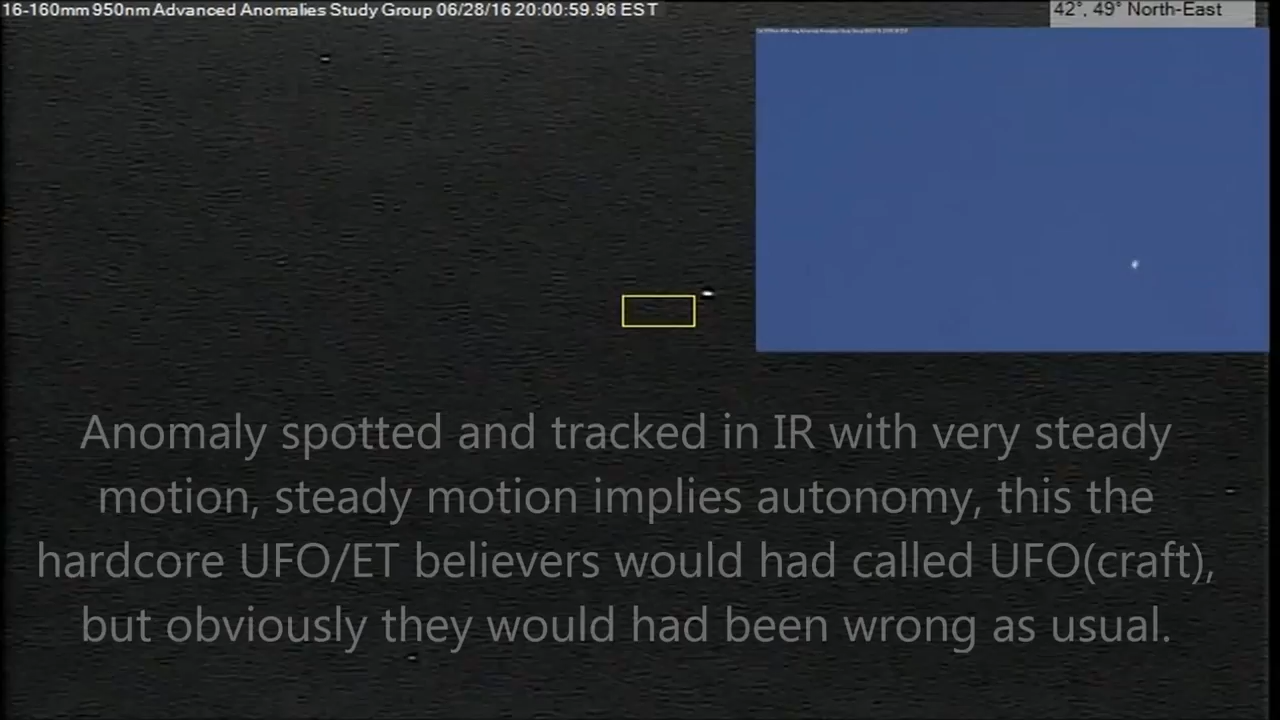 16-160mm 950nm Advanced Anomalies Study Group 06/28/16 20:00:59.96 EST
42°, 49° North-East
Anomaly spotted and tracked in IR with very steady
motion, steady motion implies autonomy, this the
hardcore UFO/ET believers would had called UFO(craft),
but obviously they would had been wrong as usual.